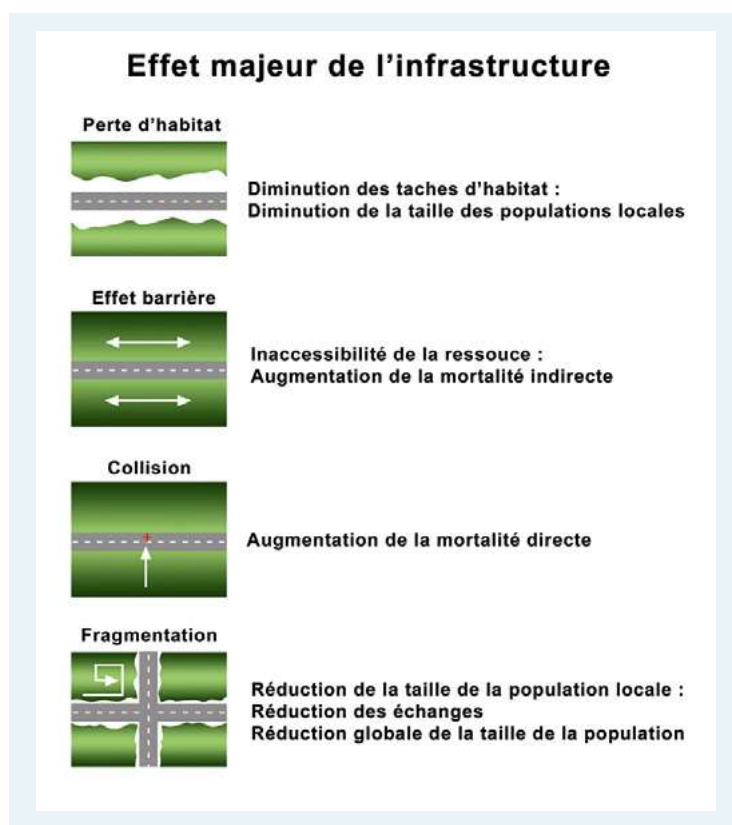 Effet majeur de l'infrastructure
Perte d'habitat
Diminution des taches d'habitat :
Diminution de la taille des populations locales
Effet barrière
Inaccessibilité de la ressouce :
Augmentation de la mortalité indirecte
Collision
Augmentation de la mortalité directe
Fragmentation
Réduction de la taille de la population locale :
Réduction des échanges
Réduction globale de la taille de la population